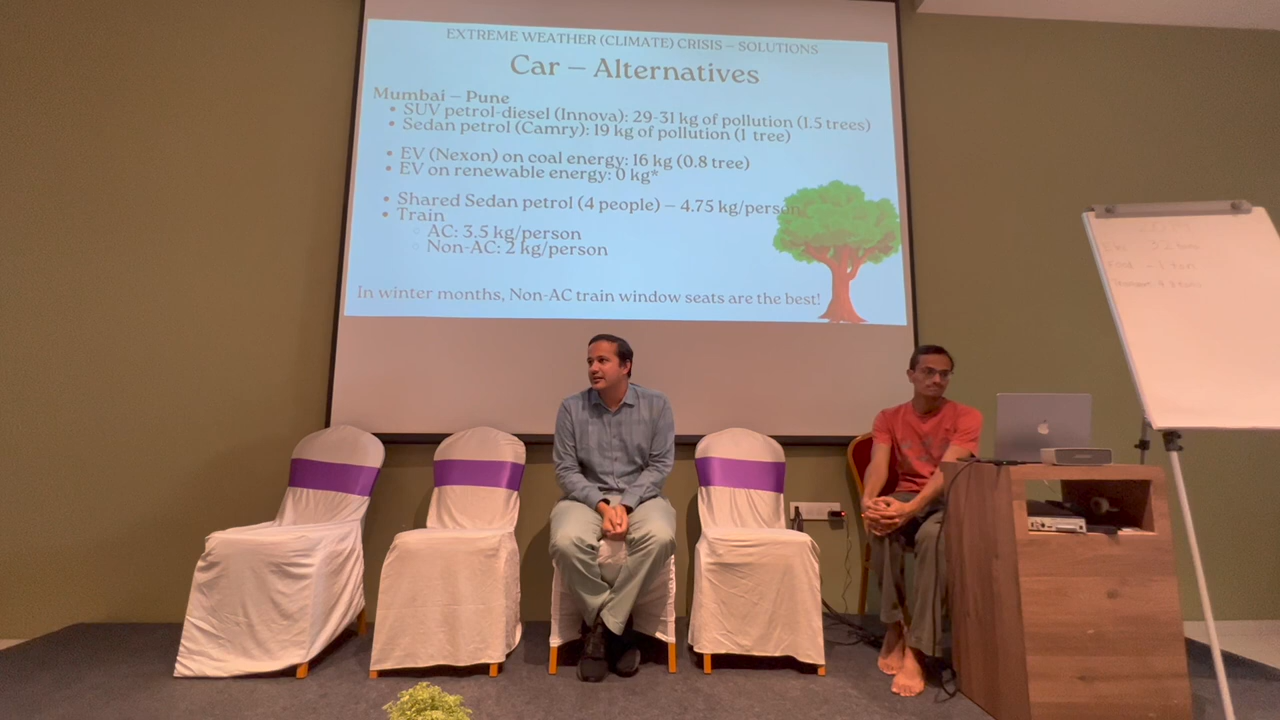 EXTREME WEATHER (CLIMATE) CRISIS – SOLUTIONS
Car – Alternatives
Mumbai – Pune
• SUV petrol-diesel (Innova): 29-31 kg of pollution (1.5 trees)
• Sedan petrol (Camry): 19 kg of pollution (1 tree)
• EV (Nexon) on coal energy: 16 kg (0.8 tree)
• EV on renewable energy: 0 kg*
• Shared Sedan petrol (4 people) – 4.75 kg/person
• Train
○ AC: 3.5 kg/person
○ Non-AC: 2 kg/person
In winter months, Non-AC train window seats are the best!